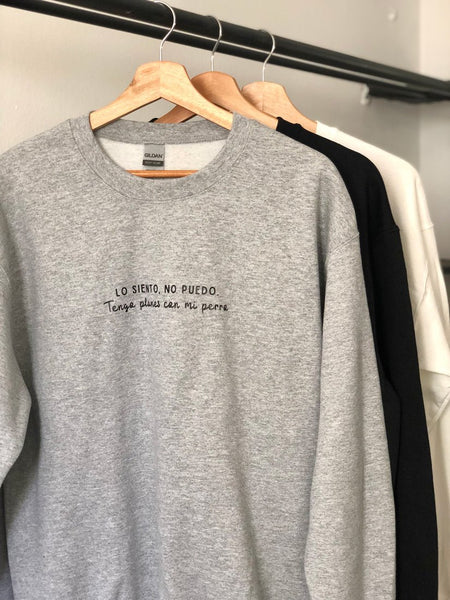 GILDAN
LO SIENTO, NO PUEDO.
Tengo planes con mi perro